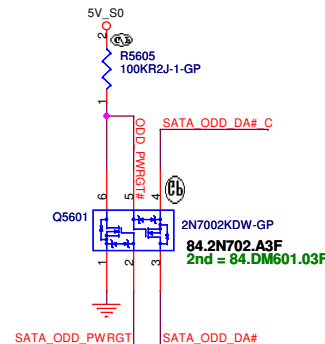 5V_S0
2
R5605
100KR2J-1-GP
1
ODD_PWRGT#
SATA_ODD_DA#_C
6
5
4
Q5601
2N7002KDW-GP
84.2N702.A3F
2nd = 84.DM601.03F
1
2
3
SATA_ODD_PWRGT
SATA_ODD_DA#